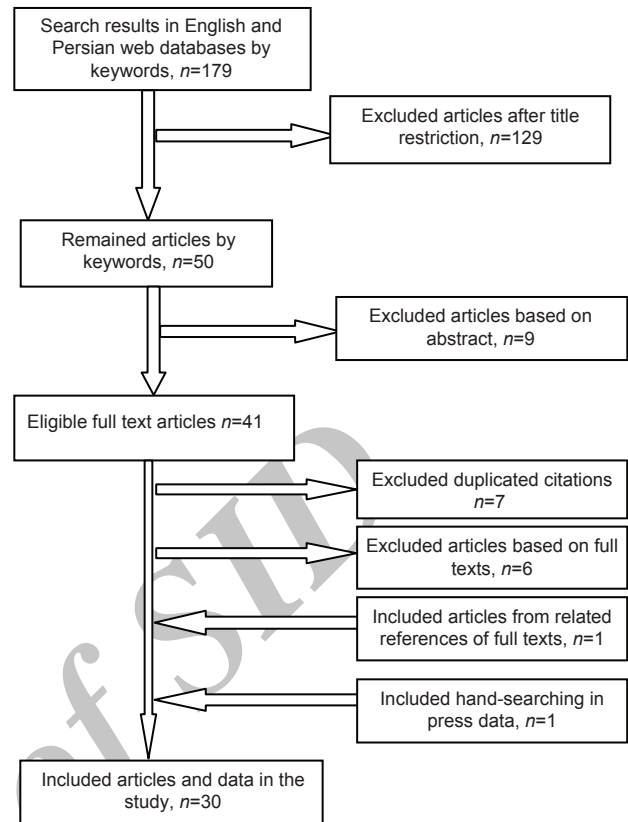 Search results in English and
Persian web databases by
keywords, n=179
Excluded articles after title
restriction, n=129
Remained articles by
keywords, n=50
Excluded articles based on
abstract, n=9
Eligible full text articles n=41
Excluded duplicated citations
n=7
Excluded articles based on full
texts, n=6
Included articles from related
references of full texts, n=1
Included hand-searching in
press data, n=1
Included articles and data in the
study, n=30
of SID